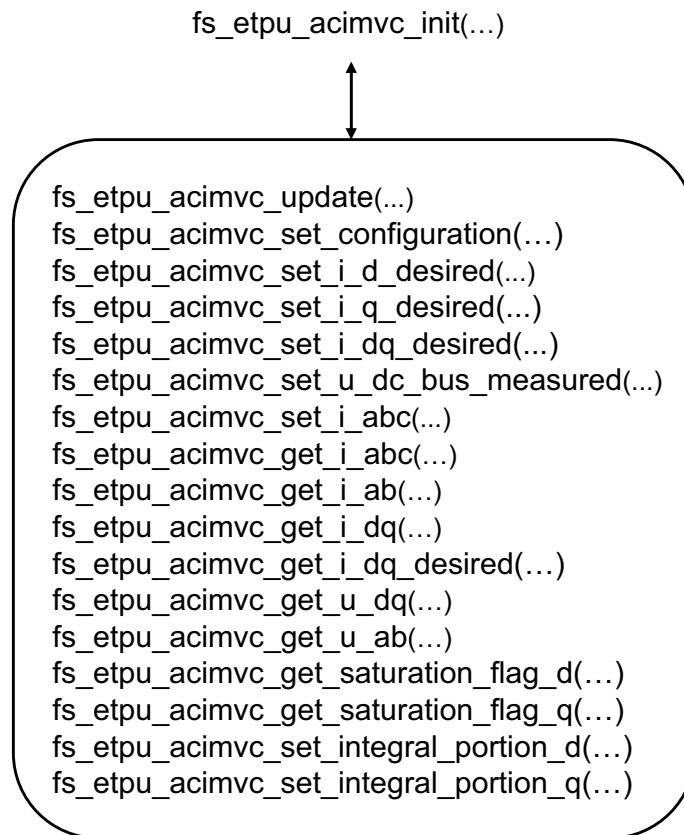 fs_etpu_acimvc_init(…)
fs_etpu_acimvc_update(...)
fs_etpu_acimvc_set_configuration(…)
fs_etpu_acimvc_set_i_d_desired(...)
fs_etpu_acimvc_set_i_q_desired(...)
fs_etpu_acimvc_set_i_dq_desired(...)
fs_etpu_acimvc_set_u_dc_bus_measured(...)
fs_etpu_acimvc_set_i_abc(...)
fs_etpu_acimvc_get_i_abc(…)
fs_etpu_acimvc_get_i_ab(…)
fs_etpu_acimvc_get_i_dq(…)
fs_etpu_acimvc_get_i_dq_desired(…)
fs_etpu_acimvc_get_u_dq(…)
fs_etpu_acimvc_get_u_ab(…)
fs_etpu_acimvc_get_saturation_flag_d(…)
fs_etpu_acimvc_get_saturation_flag_q(…)
fs_etpu_acimvc_set_integral_portion_d(…)
fs_etpu_acimvc_set_integral_portion_q(…)